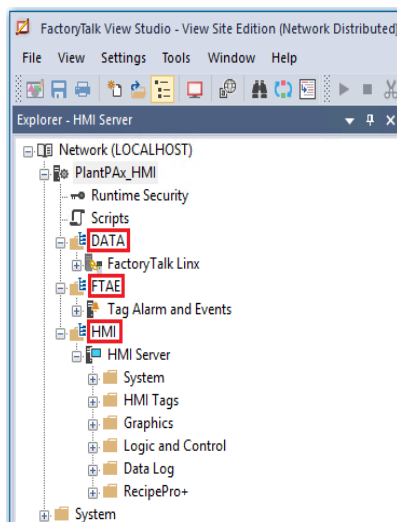 FactoryTalk View Studio - View Site Edition (Network Distributed)
File View Settings Tools Window Help
Explorer - HMI Server
Network (LOCALHOST)
PlantPAx_HMI
Runtime Security
Scripts
DATA
FactoryTalk Linx
FTAE
Tag Alarm and Events
HMI
HMI Server
System
HMI Tags
Graphics
Logic and Control
Data Log
RecipePro+
System